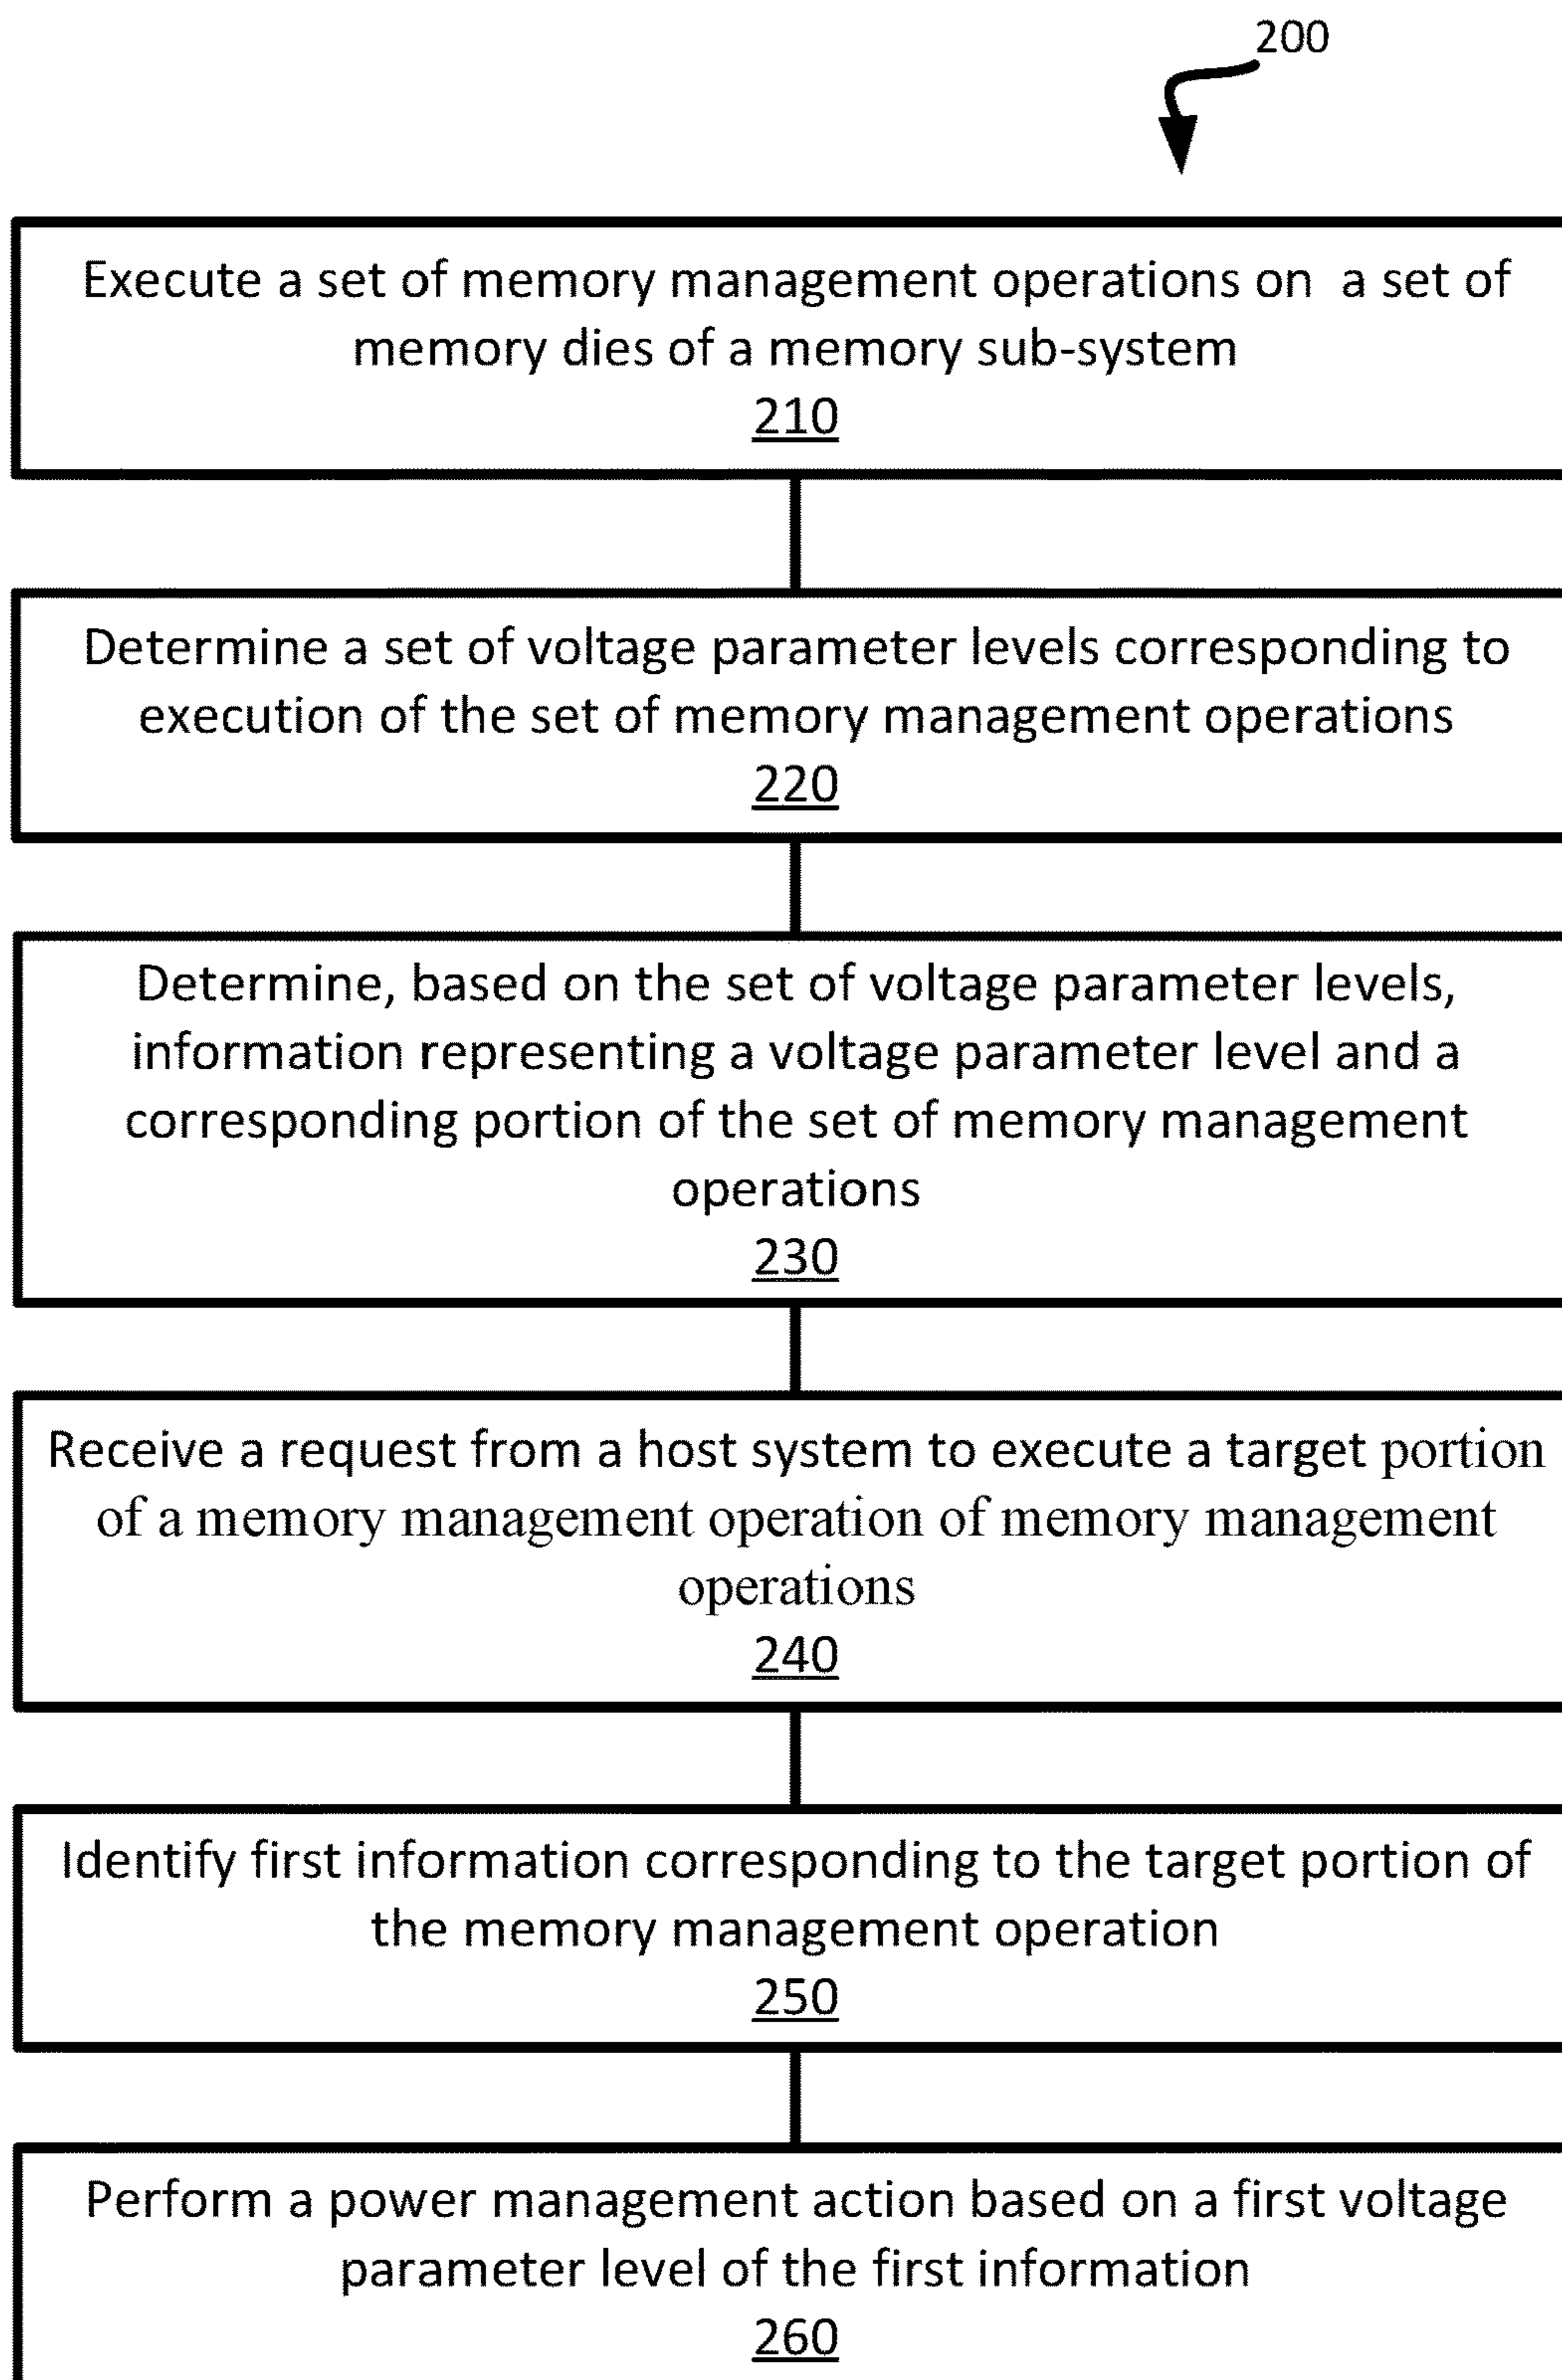 200
Execute a set of memory management operations on a set of
memory dies of a memory sub-system
210
Determine a set of voltage parameter levels corresponding to
execution of the set of memory management operations
220
Determine, based on the set of voltage parameter levels,
information representing a voltage parameter level and a
corresponding portion of the set of memory management
operations
230
Receive a request from a host system to execute a target portion
of a memory management operation of memory management
operations
240
Identify first information corresponding to the target portion of
the memory management operation
250
Perform a power management action based on a first voltage
parameter level of the first information
260